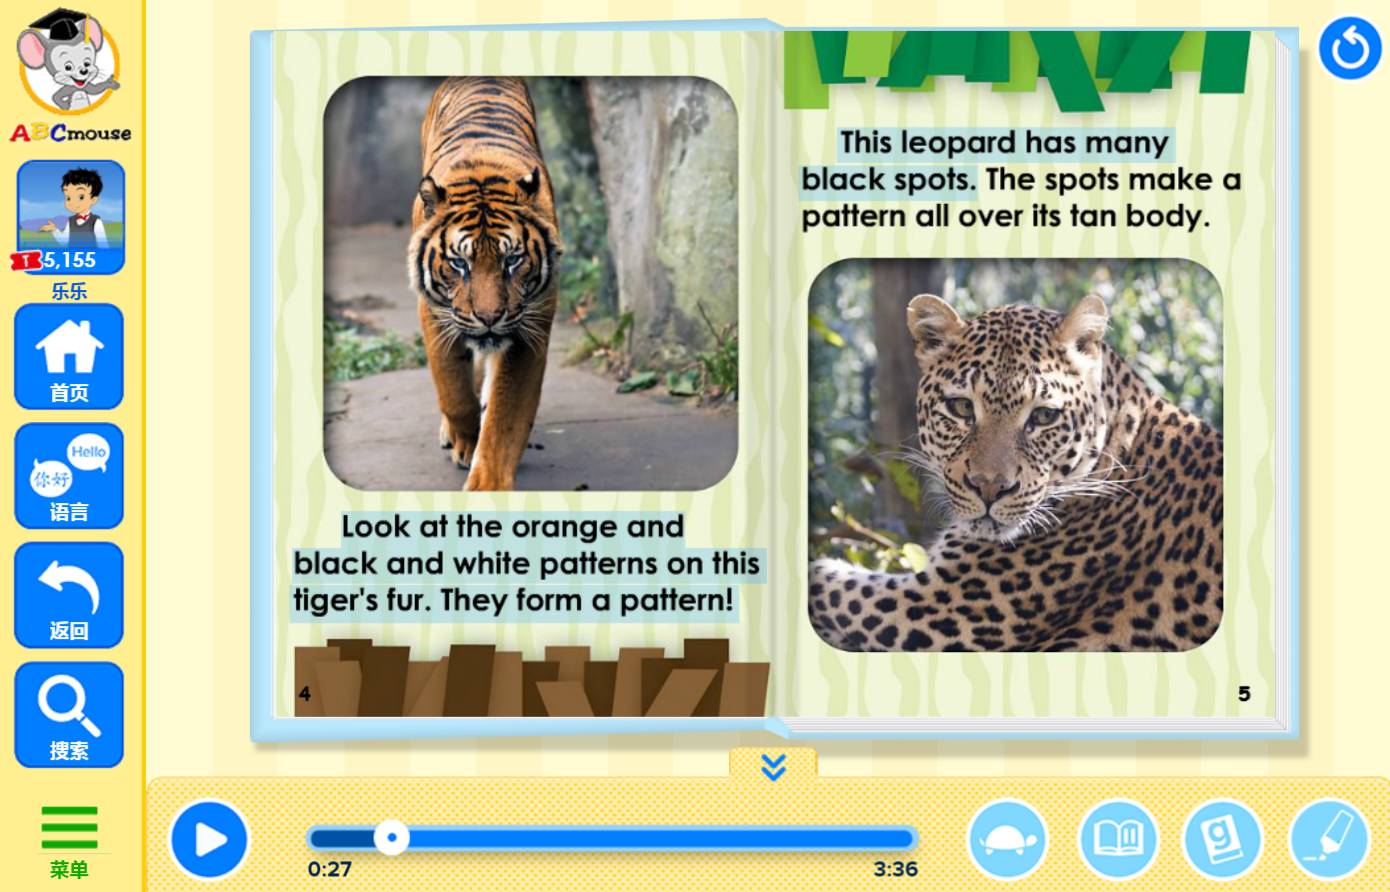 ABCmouse
T 5,155
乐乐
首页
Hello
你好
语言
返回
搜索
菜单
Look at the orange and
black and white patterns on this
tiger's fur. They form a pattern!
4
This leopard has many
black spots. The spots make a
pattern all over its tan body.
5
0:27
3:36
g